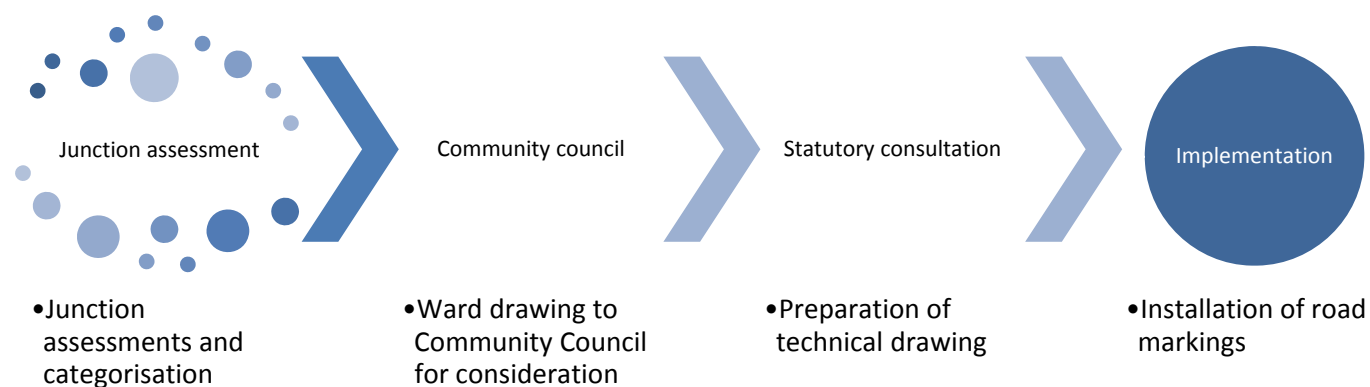 Junction assessment
Community council
Statutory consultation
Implementation
•Junction
assessments and
categorisation
•Ward drawing to
Community Council
for consideration
•Preparation of
technical drawing
•Installation of road
markings